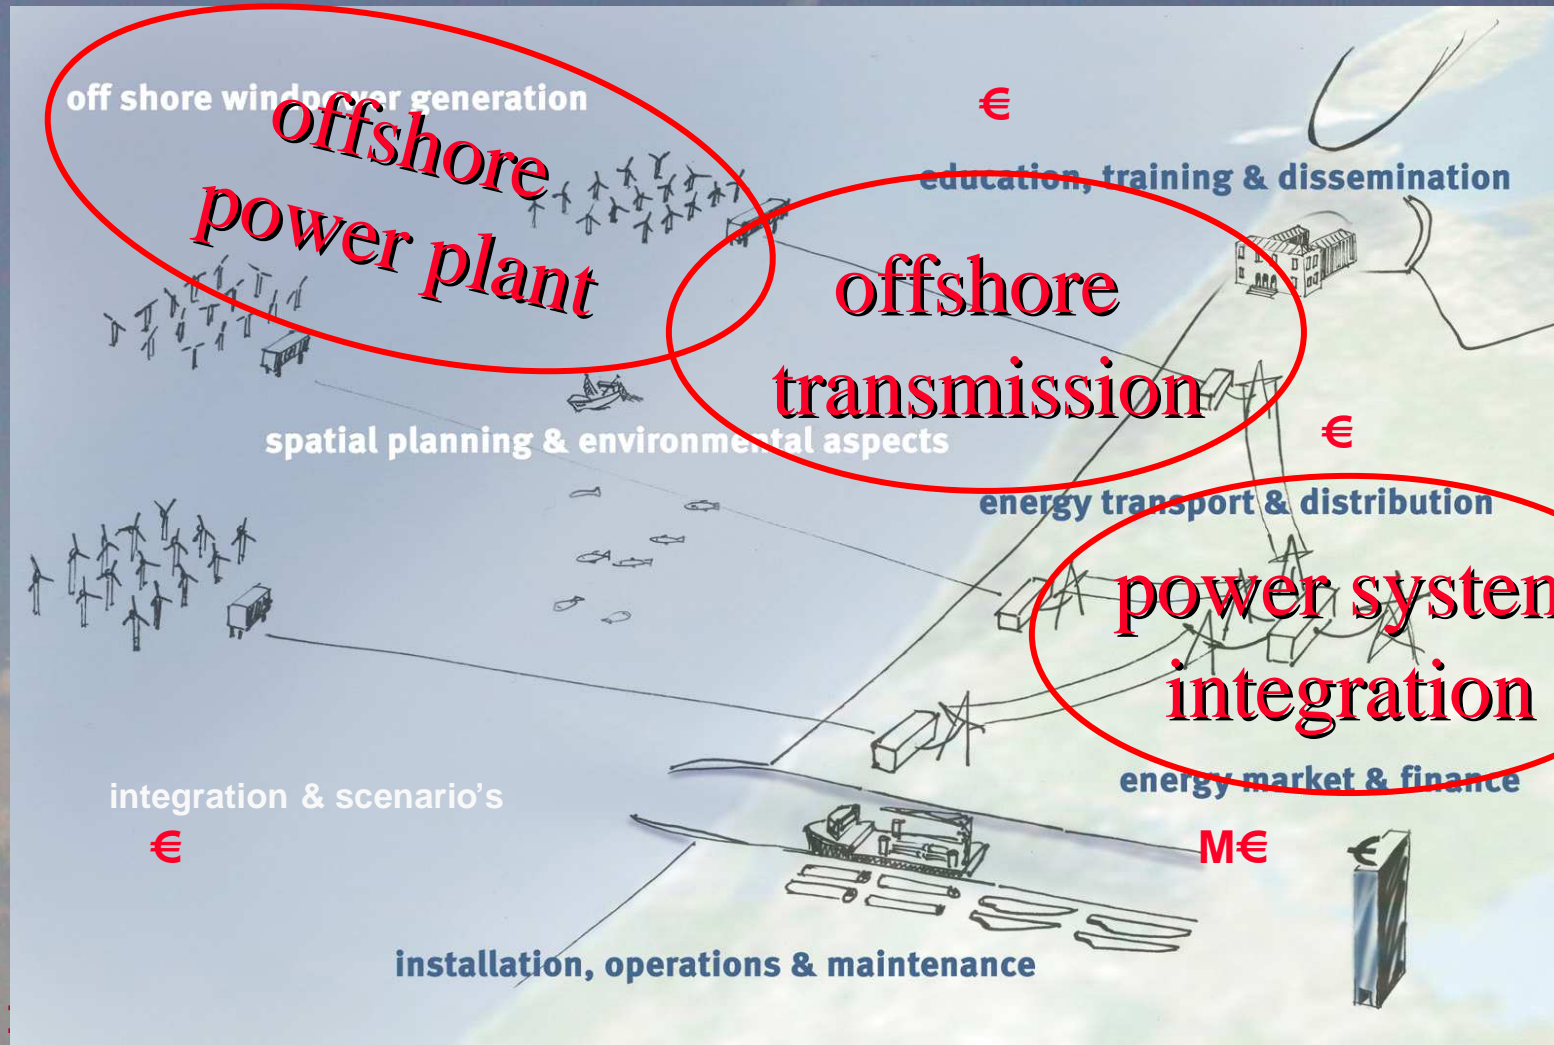 off shore windpower generation
offshore
power plant
€
education, training & dissemination
offshore
transmission
€
spatial planning & environmental aspects
energy transport & distribution
power system
integration
energy market & finance
integration & scenario's
€
M€
€
installation, operations & maintenance